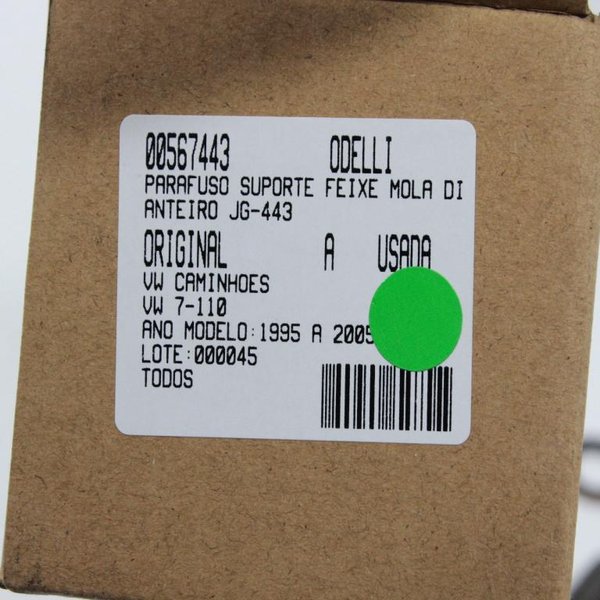 00567443 ODELLI
PARAFUSO SUPORTE FEIXE MOLA DI
ANTEIRO JG-443
ORIGINAL A USADA
VW CAMINHOES
VW 7-110
ANO MODELO:1995 A 2005
LOTE:000045
TODOS